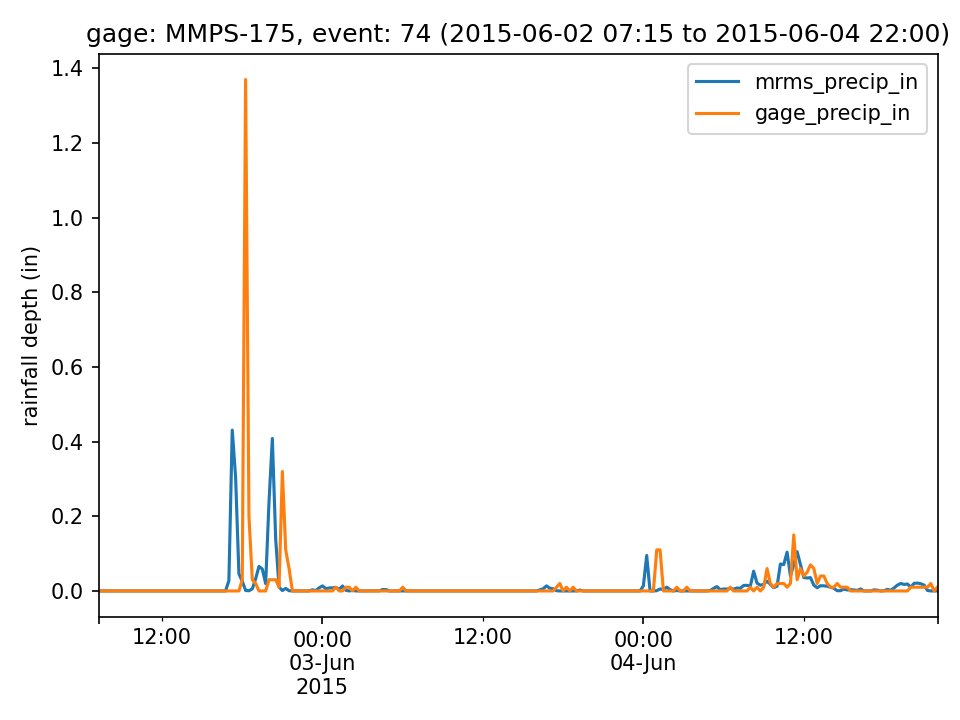 gage: MMPS-175, event: 74 (2015-06-02 07:15 to 2015-06-04 22:00)
mrms_precip_in
gage_precip_in
rainfall depth (in)
1.4
1.2
1.0
0.8
0.6
0.4
0.2
0.0
12:00 00:00 12:00 00:00 12:00
03-Jun 04-Jun
2015